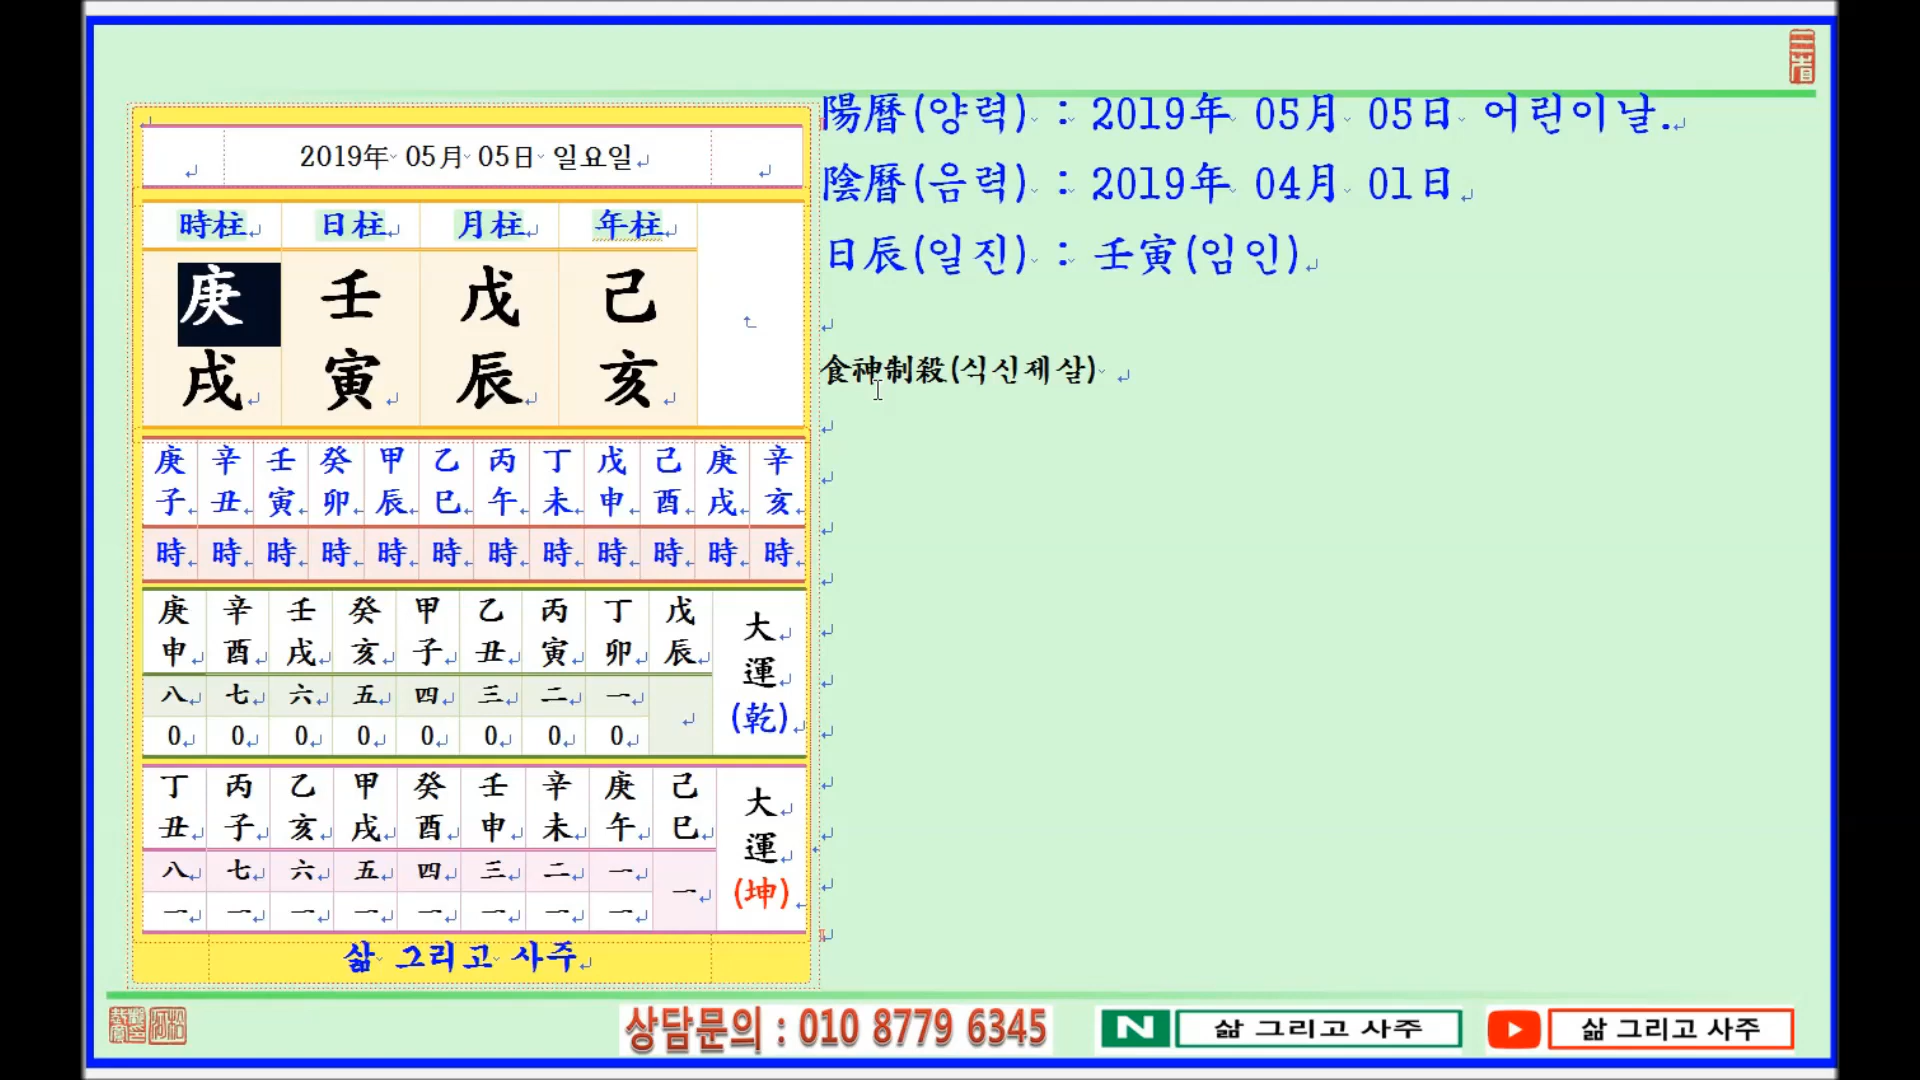 2019年 05月 05日 일요일
時柱 日柱 月柱 年柱
庚 壬 戊 己
戌 寅 辰 亥
庚 辛 壬 癸 甲 乙 丙 丁 戊 己 庚 辛
子 丑 寅 卯 辰 巳 午 未 申 酉 戌 亥
時 時 時 時 時 時 時 時 時 時 時 時
庚 辛 壬 癸 甲 乙 丙 丁 戊
申 酉 戌 亥 子 丑 寅 卯 辰
八 七 六 五 四 三 二 一
0 0 0 0 0 0 0 0
大
運
(乾)
丁 丙 乙 甲 癸 壬 辛 庚 己
丑 子 亥 戌 酉 申 未 午 巳
八 七 六 五 四 三 二 一 一
一 一 一 一 一 一 一 一
大
運
(坤)
삶 그리고 사주
陽曆(양력) : 2019年 05月 05日 어린이날.
陰曆(음력) : 2019年 04月 01日
日辰(일진) : 壬寅(임인)
食神制殺(식신제살)
상담문의 : 010 8779 6345
N 삶 그리고 사주
삶 그리고 사주